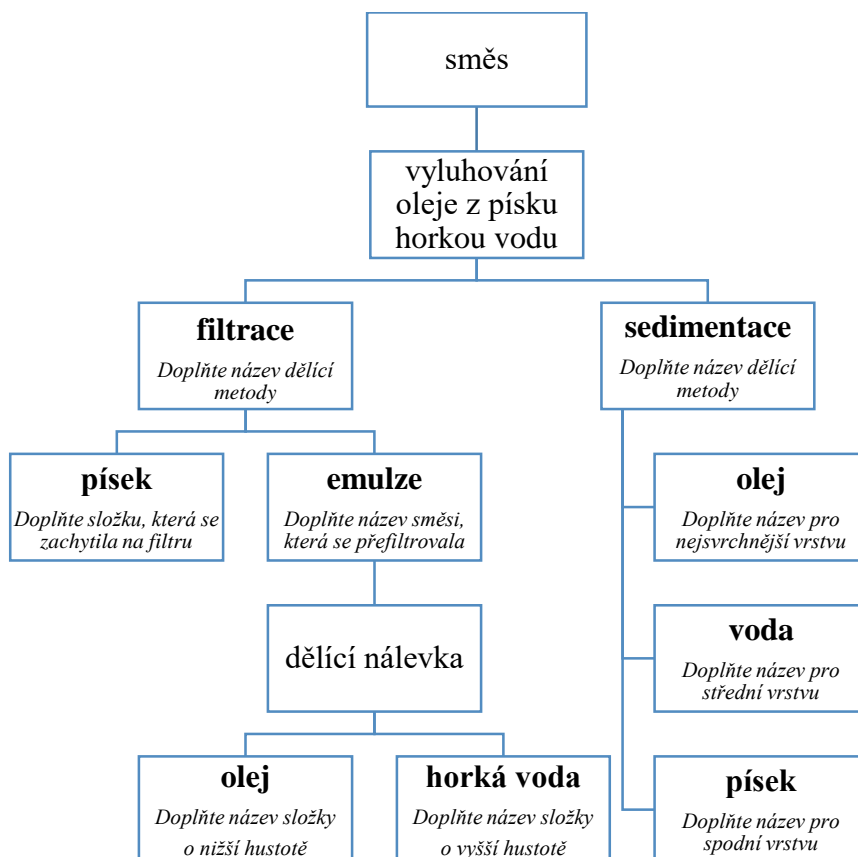 směs
vyluhování
oleje z písku
horkou vodu
filtrace
Doplňte název dělící
metody
sedimentace
Doplňte název dělící
metody
písek
Doplňte složku, která se
zachytila na filtru
emulze
Doplňte název směsi,
která se přefiltrovala
olej
Doplňte název pro
nejsvrchnější vrstvu
dělící nálevka
voda
Doplňte název pro
střední vrstvu
olej
Doplňte název složky
o nižší hustotě
horká voda
Doplňte název složky
o vyšší hustotě
písek
Doplňte název pro
spodní vrstvu